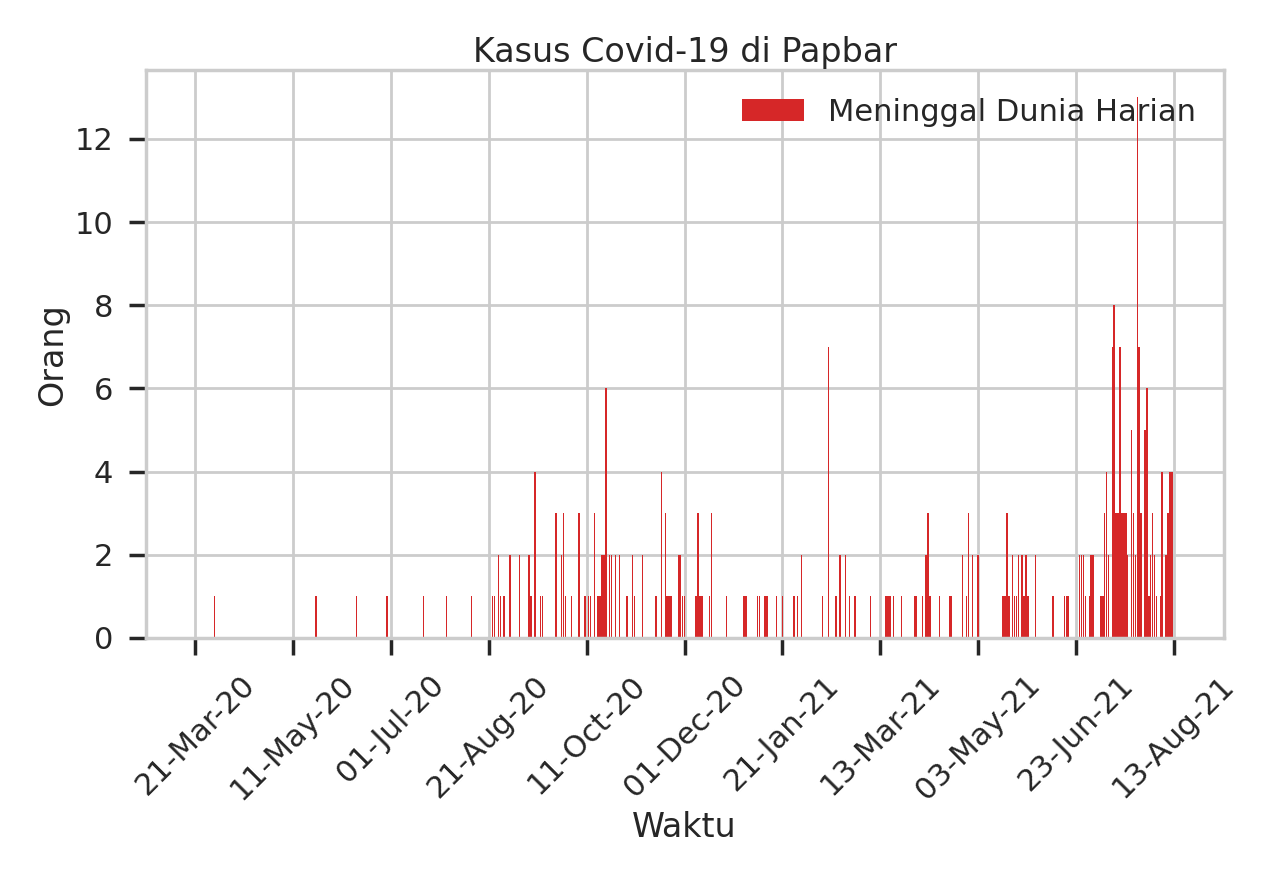 Kasus Covid-19 di Papbar
Meninggal Dunia Harian
12
10
8
6
4
2
0
Orang
21-Mar-20
11-May-20
01-Jul-20
21-Aug-20
11-Oct-20
01-Dec-20
21-Jan-21
13-Mar-21
03-May-21
23-Jun-21
13-Aug-21
Waktu